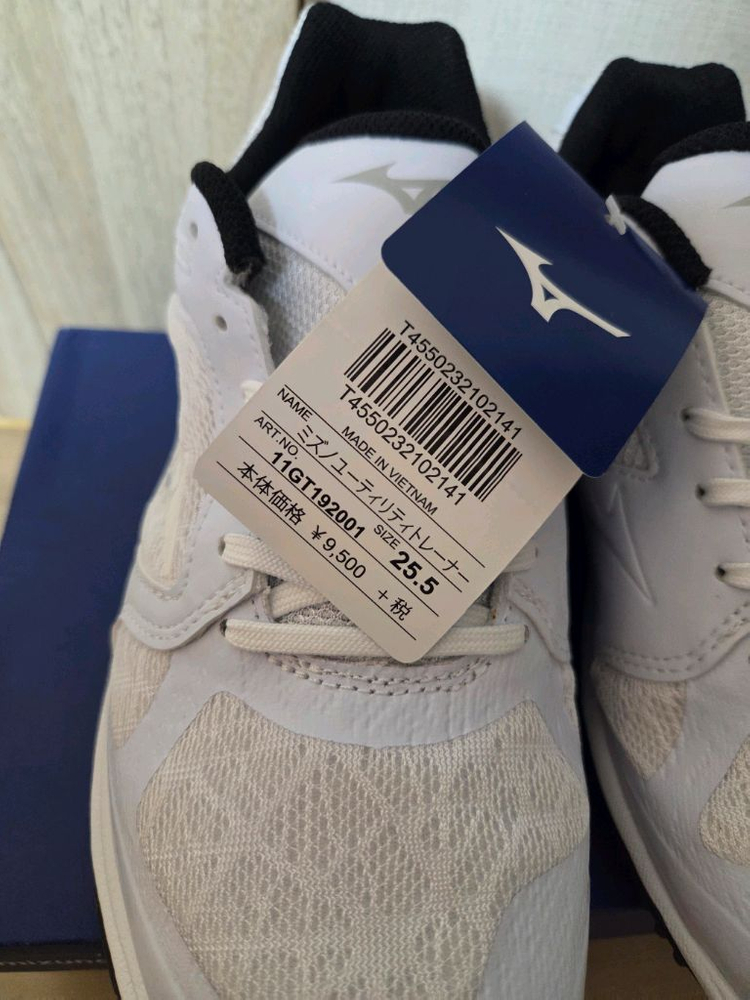 T4550232102141
T4550232102141
MADE IN VIETNAM
NAME ミズノユーティリティトレーナー
ART.NO. 11GT192001 SIZE 25.5
本体価格 ¥9,500 +税
mizuno